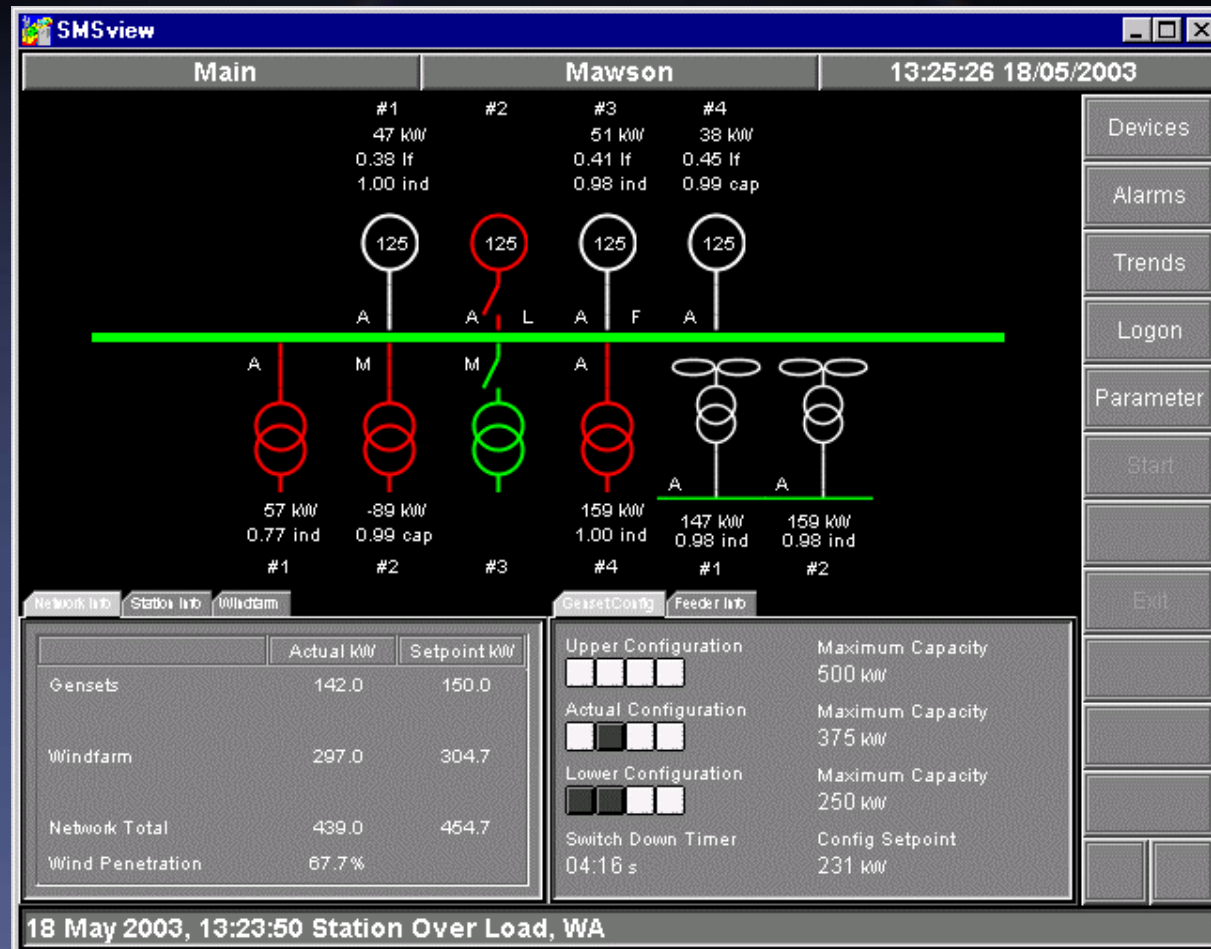 SMSview
Main Mawson 13:25:26 18/05/2003
#1 #2 #3 #4
47 kW 51 kW 38 kW
0.38 lf 0.41 lf 0.45 lf
1.00 ind 0.98 ind 0.99 cap
125 125 125 125
A A L A F A
A M M A
A A
57 kW -89 kW 159 kW 147 kW 159 kW
0.77 ind 0.99 cap 1.00 ind 0.98 ind 0.98 ind
#1 #2 #3 #4 #1 #2
Devices
Alarms
Trends
Logon
Parameter
Start
Exit
Network Info Station Info Windfarm
Actual kW Setpoint kW
Gensets 142.0 150.0
Windfarm 297.0 304.7
Network Total 439.0 454.7
Wind Penetration 67.7%
GensetConfig Feeder Info
Upper Configuration Maximum Capacity
500 kW
Actual Configuration Maximum Capacity
375 kW
Lower Configuration Maximum Capacity
250 kW
Switch Down Timer Config Setpoint
04:16 s 231 kW
18 May 2003, 13:23:50 Station Over Load, WA